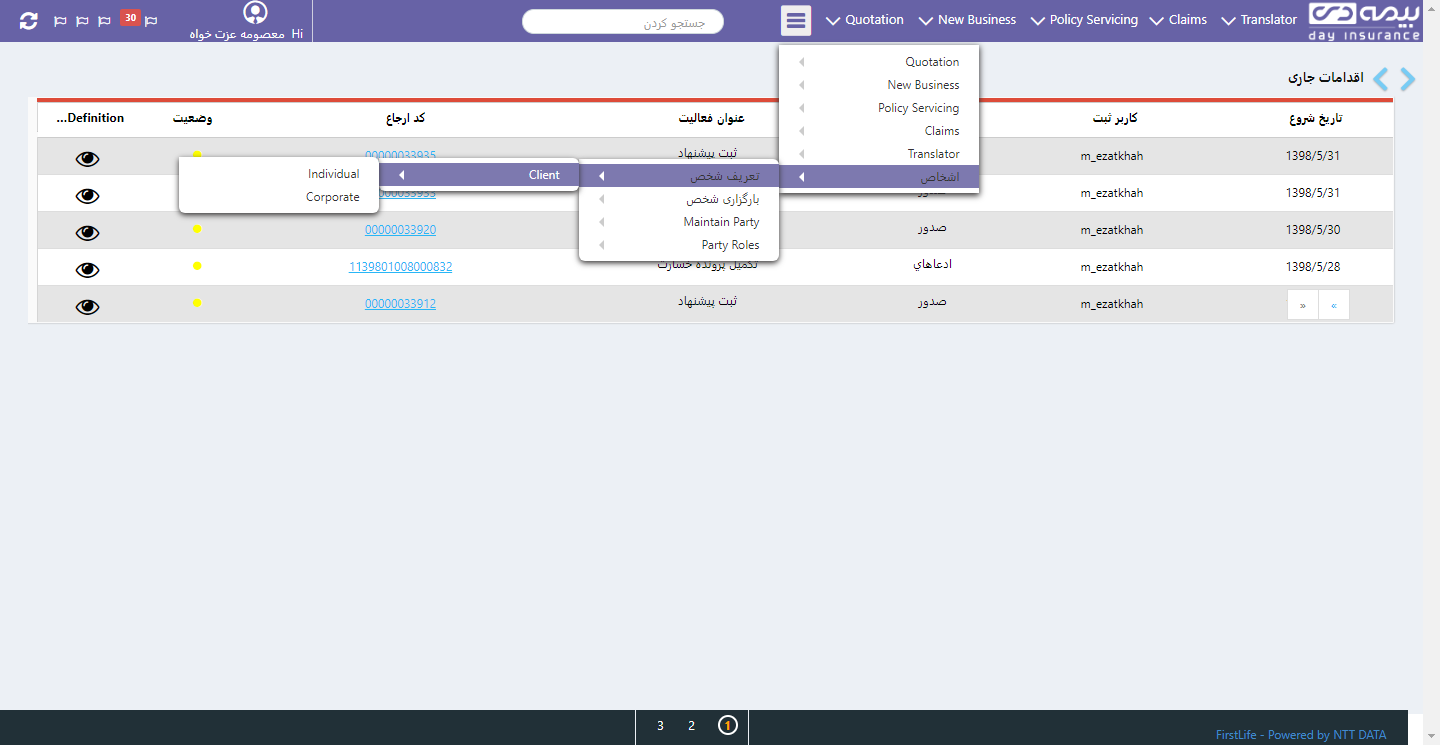 بیمه دی
day insurance
Translator
Claims
Policy Servicing
New Business
Quotation
جستجو کردن
Hi معصومه عزت خواه
30
اقدامات جاری
Quotation
New Business
Policy Servicing
Claims
Translator
اشخاص
تعریف شخص
بارگزاری شخص
Maintain Party
Party Roles
Client
Individual
Corporate
تاریخ شروع
کاربر ثبت
عنوان فعالیت
کد ارجاع
وضعیت
Definition...
1398/5/31
m_ezatkhah
ثبت پیشنهاد
00000033935
1398/5/31
m_ezatkhah
صدور
00000033933
1398/5/30
m_ezatkhah
صدور
00000033920
1398/5/28
m_ezatkhah
ادعاهاي
تکمیل پرونده خسارت
1139801008000832
» «
m_ezatkhah
صدور
ثبت پیشنهاد
00000033912
1
2
3
FirstLife - Powered by NTT DATA